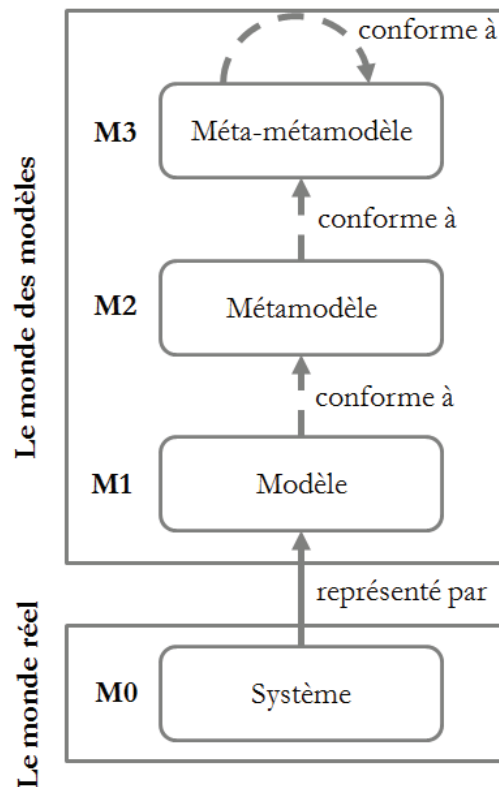 conforme à
M3
Méta-métamodèle
conforme à
M2
Métamodèle
conforme à
M1
Modèle
Le monde des modèles
représenté par
M0
Système
Le monde réel